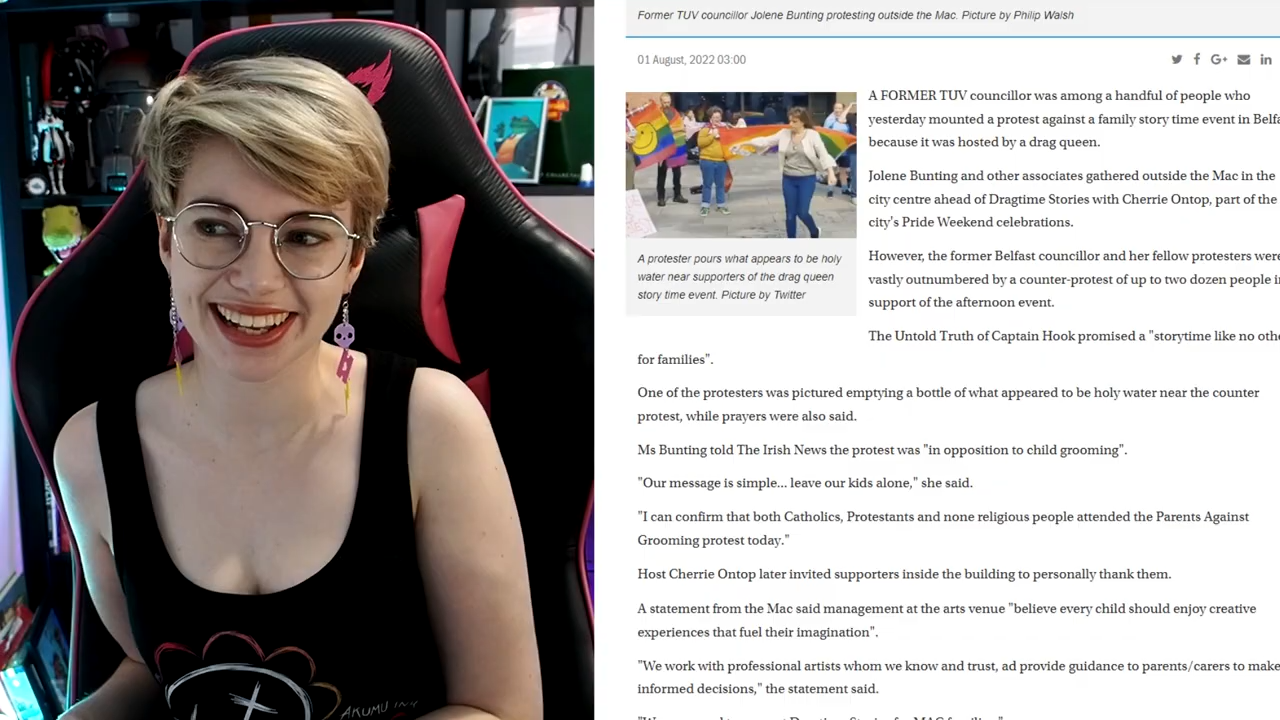 Former TUV councillor Jolene Bunting protesting outside the Mac. Picture by Philip Walsh
01 August, 2022 03:00
A FORMER TUV councillor was among a handful of people who
yesterday mounted a protest against a family story time event in Belfa
because it was hosted by a drag queen.
Jolene Bunting and other associates gathered outside the Mac in the
city centre ahead of Dragtime Stories with Cherrie Ontop, part of the
city's Pride Weekend celebrations.
A protester pours what appears to be holy
water near supporters of the drag queen
story time event. Picture by Twitter
However, the former Belfast councillor and her fellow protesters were
vastly outnumbered by a counter-protest of up to two dozen people in
support of the afternoon event.
The Untold Truth of Captain Hook promised a "storytime like no othe
for families".
One of the protesters was pictured emptying a bottle of what appeared to be holy water near the counter
protest, while prayers were also said.
Ms Bunting told The Irish News the protest was "in opposition to child grooming".
"Our message is simple... leave our kids alone," she said.
"I can confirm that both Catholics, Protestants and none religious people attended the Parents Against
Grooming protest today."
Host Cherrie Ontop later invited supporters inside the building to personally thank them.
A statement from the Mac said management at the arts venue "believe every child should enjoy creative
experiences that fuel their imagination".
"We work with professional artists whom we know and trust, ad provide guidance to parents/carers to make
informed decisions," the statement said.
AKUMU INK